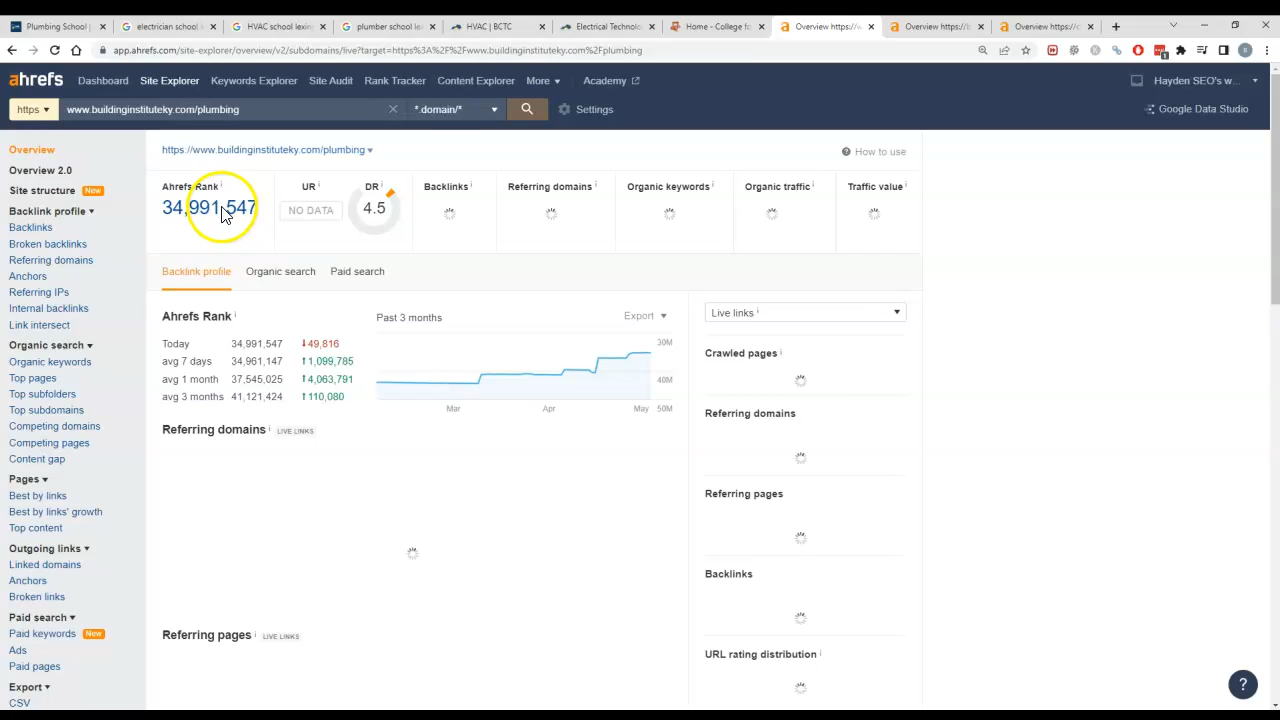 Plumbing School |
electrician school
HVAC school lexing
plumber school le
HVAC | BCTC
Electrical Technolo
Home - College fo
Overview https://w
Overview https://b
Overview https://c
app.ahrefs.com/site-explorer/overview/v2/subdomains/live?target=https%3A%2F%2Fwww.buildinginstituteky.com%2Fplumbing
ahrefs Dashboard Site Explorer Keywords Explorer Site Audit Rank Tracker Content Explorer More Academy Hayden SEO's w...
https www.buildinginstituteky.com/plumbing *.domain/* Settings Google Data Studio
Overview
Overview 2.0
Site structure New
Backlink profile
Backlinks
Broken backlinks
Referring domains
Anchors
Referring IPs
Internal backlinks
Link intersect
Organic search
Organic keywords
Top pages
Top subfolders
Top subdomains
Competing domains
Competing pages
Content gap
Pages
Best by links
Best by links' growth
Top content
Outgoing links
Linked domains
Anchors
Broken links
Paid search
Paid keywords New
Ads
Paid pages
Export
CSV
https://www.buildinginstituteky.com/plumbing
How to use
Ahrefs Rank UR DR Backlinks Referring domains Organic keywords Organic traffic Traffic value
34,991,547 NO DATA 4.5
Backlink profile Organic search Paid search
Ahrefs Rank Past 3 months Export
Today 34,991,547 ↓49,816
avg 7 days 34,961,147 ↑1,099,785
avg 1 month 37,545,025 ↑4,063,791
avg 3 months 41,121,424 ↑110,080
30M
40M
50M
Mar Apr May
Referring domains LIVE LINKS
Referring pages LIVE LINKS
Live links
Crawled pages
Referring domains
Referring pages
Backlinks
URL rating distribution
?